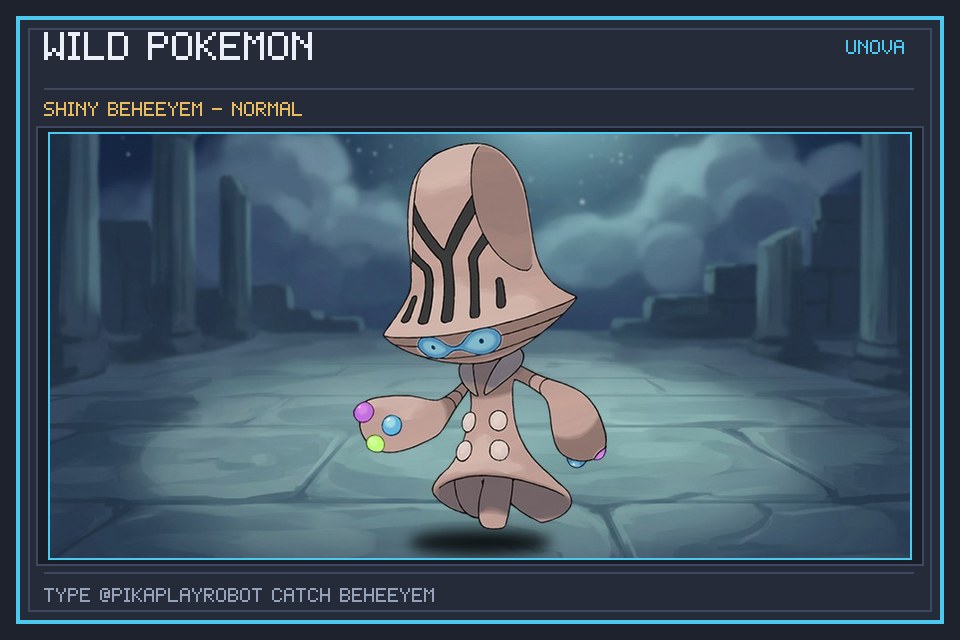 WILD POKEMON
UNOVA
SHINY BEHEEYEM - NORMAL
TYPE @PIKAPLAYROBOT CATCH BEHEEYEM